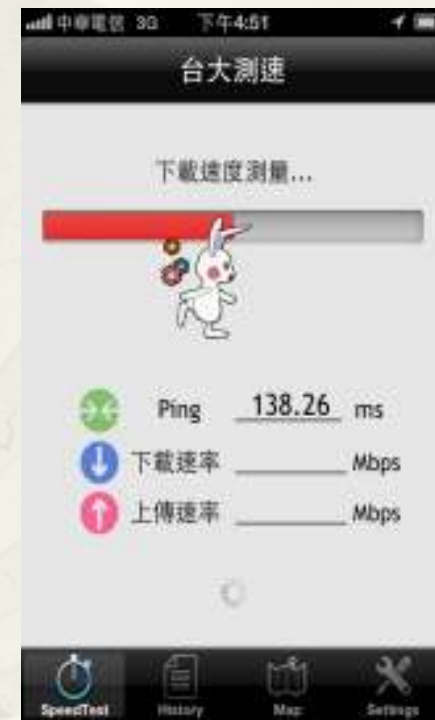 中華電信 3G 下午4:51
台大測速
下載速度測量...
Ping 138.26 ms
下載速率 Mbps
上傳速率 Mbps
SpeedTest History Map Settings